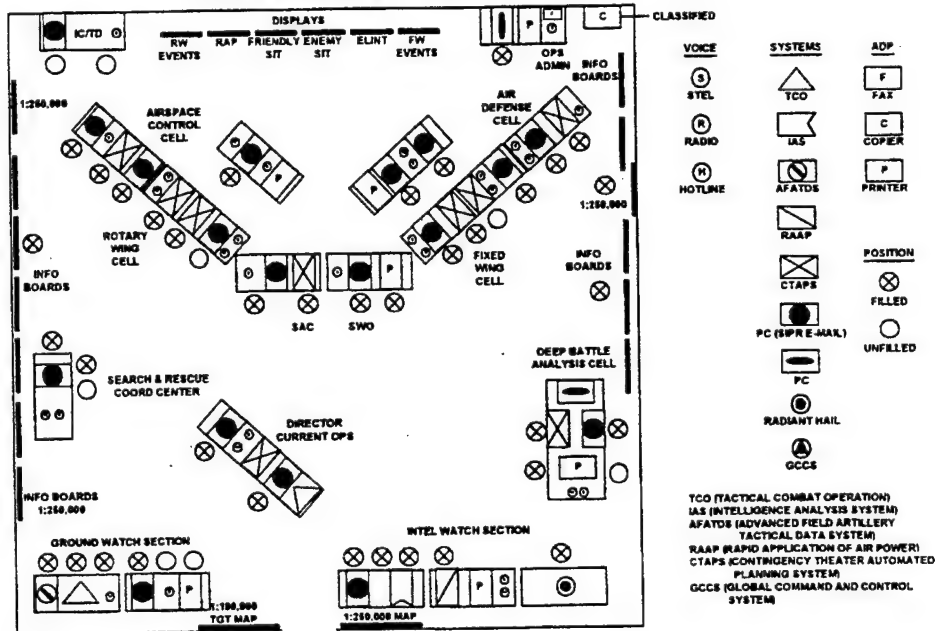 DISPLAYS
IC/TD
RW EVENTS
RAP
FRIENDLY SIT
ENEMY SIT
ELINT
FW EVENTS
P
OPS ADMIN
C
CLASSIFIED
INFO BOARDS
1:250,000
AIRSPACE CONTROL CELL
AIR DEFENSE CELL
P
P
1:250,000
ROTARY WING CELL
FIXED WING CELL
INFO BOARDS
INFO BOARDS
P
SAC
SWO
SEARCH & RESCUE COORD CENTER
DEEP BATTLE ANALYSIS CELL
DIRECTOR CURRENT OPS
P
INFO BOARDS
1:250,000
GROUND WATCH SECTION
INTEL WATCH SECTION
P
P
TGT MAP
1:250,000 MAP
VOICE
S
STEL
R
RADIO
H
HOTLINE
SYSTEMS
TCO
IAS
AFATDS
RAAP
CTAPS
PC (SIPR E-MAIL)
PC
RADIANT HAIL
GCCS
ADP
F
FAX
C
COPIER
P
PRINTER
POSITION
FILLED
UNFILLED
TCO (TACTICAL COMBAT OPERATION)
IAS (INTELLIGENCE ANALYSIS SYSTEM)
AFATDS (ADVANCED FIELD ARTILLERY
TACTICAL DATA SYSTEM)
RAAP (RAPID APPLICATION OF AIR POWER)
CTAPS (CONTINGENCY THEATER AUTOMATED
PLANNING SYSTEM)
GCCS (GLOBAL COMMAND AND CONTROL
SYSTEM)